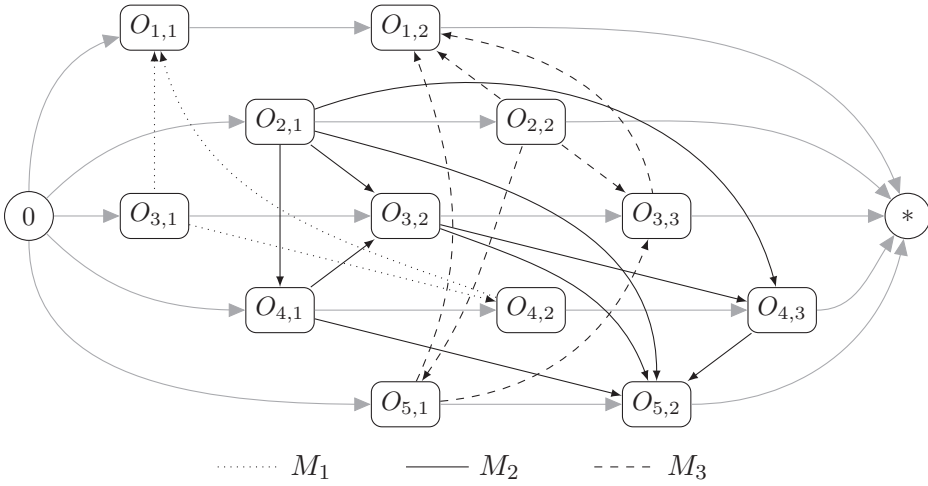 O1,1 O1,2
O2,1 O2,2
0 O3,1 O3,2 O3,3 *
O4,1 O4,2 O4,3
O5,1 O5,2
M1 M2 M3